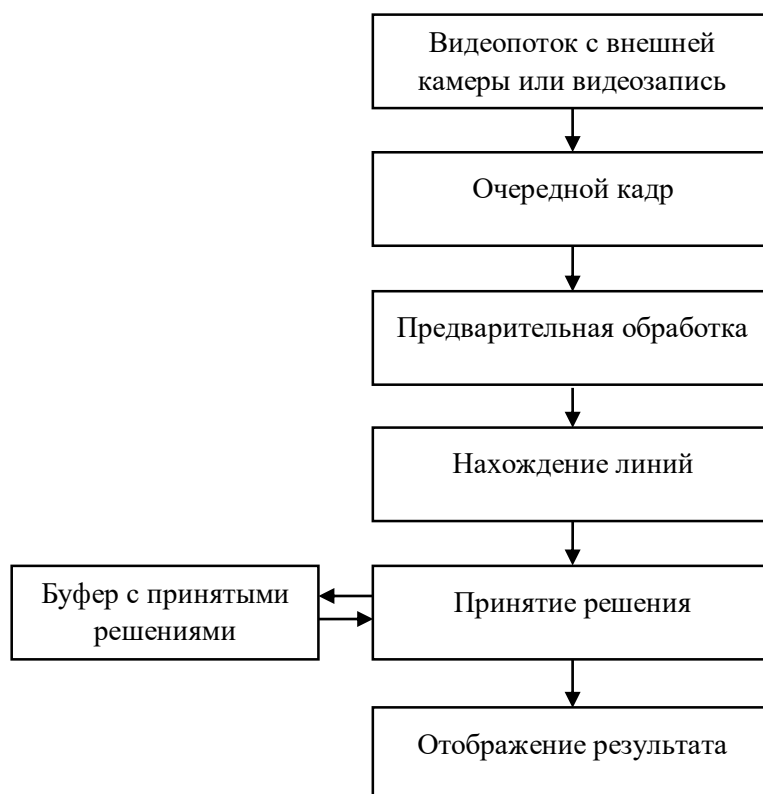 Видеопоток с внешней
камеры или видеозапись
Очередной кадр
Предварительная обработка
Нахождение линий
Буфер с принятыми
решениями
Принятие решения
Отображение результата